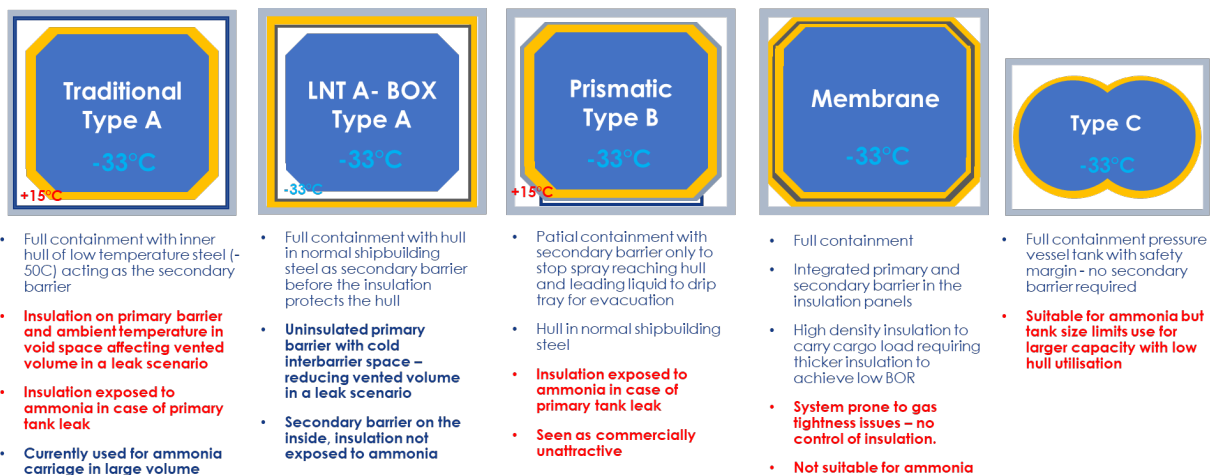 Traditional
Type A
-33°C
+15°C
• Full containment with inner
hull of low temperature steel (-
50C) acting as the secondary
barrier
• Insulation on primary barrier
and ambient temperature in
void space affecting vented
volume in a leak scenario
• Insulation exposed to
ammonia in case of primary
tank leak
• Currently used for ammonia
carriage in large volume
LNT A- BOX
Type A
-33°C
-33°C
• Full containment with hull
in normal shipbuilding
steel as secondary barrier
before the insulation
protects the hull
• Uninsulated primary
barrier with cold
interbarrier space –
reducing vented volume
in a leak scenario
• Secondary barrier on the
inside, insulation not
exposed to ammonia
Prismatic
Type B
-33°C
+15°C
• Patial containment with
secondary barrier only to
stop spray reaching hull
and leading liquid to drip
tray for evacuation
• Hull in normal shipbuilding
steel
• Insulation exposed to
ammonia in case of
primary tank leak
• Seen as commercially
unattractive
Membrane
-33°C
• Full containment
• Integrated primary and
secondary barrier in the
insulation panels
• High density insulation to
carry cargo load requiring
thicker insulation to
achieve low BOR
• System prone to gas
tightness issues – no
control of insulation.
• Not suitable for ammonia
Type C
-33°C
• Full containment pressure
vessel tank with safety
margin - no secondary
barrier required
• Suitable for ammonia but
tank size limits use for
larger capacity with low
hull utilisation